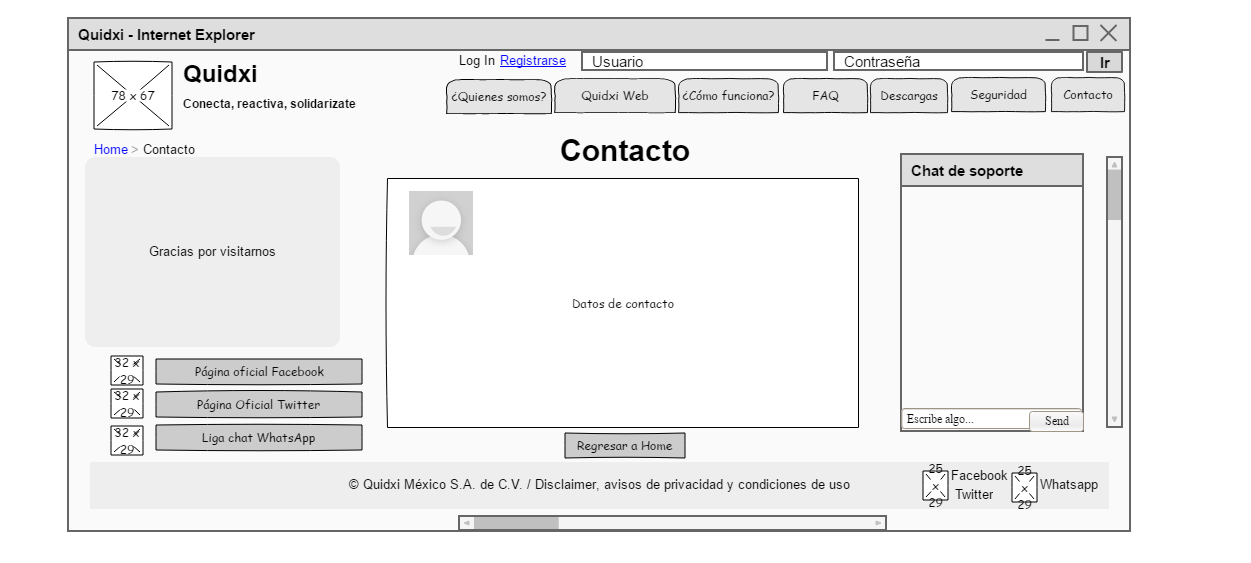 Quidxi - Internet Explorer
Log In Registrarse Usuario Contraseña Ir
78 x 67
Quidxi
Conecta, reactiva, solidarizate
¿Quienes somos? Quidxi Web ¿Cómo funciona? FAQ Descargas Seguridad Contacto
Home > Contacto
Contacto
Gracias por visitarnos
Datos de contacto
Chat de soporte
Escribe algo... Send
32 x
29
Página oficial Facebook
32 x
29
Página Oficial Twitter
32 x
29
Liga chat WhatsApp
Regresar a Home
© Quidxi México S.A. de C.V. / Disclaimer, avisos de privacidad y condiciones de uso
25
x
29
Facebook
Twitter
25
x
29
Whatsapp